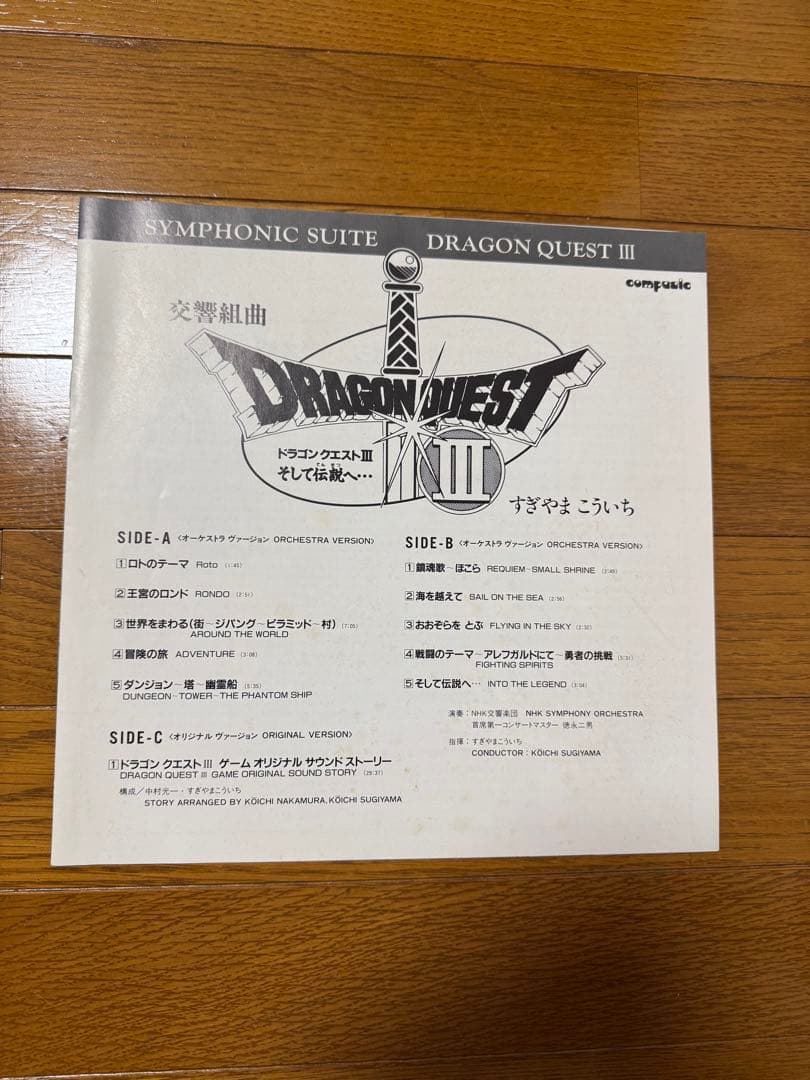 SYMPHONIC SUITE DRAGON QUEST III
compusic
交響組曲
DRAGON QUEST
ドラゴンクエストIII
でんせつ
そして伝説へ…
III
すぎやまこういち
SIDE-A〈オーケストラ ヴァージョン ORCHESTRA VERSION〉
1 ロトのテーマ Roto (1:45)
2 王宮のロンド RONDO (2:51)
3 世界をまわる(街〜ジパング〜ピラミッド〜村) (7:05)
AROUND THE WORLD
4 冒険の旅 ADVENTURE (3:08)
5 ダンジョン〜塔〜幽霊船 (5:35)
DUNGEON~TOWER~THE PHANTOM SHIP
SIDE-B〈オーケストラ ヴァージョン ORCHESTRA VERSION〉
1 鎮魂歌〜ほこら REQUIEM~SMALL SHRINE (3:49)
2 海を越えて SAIL ON THE SEA (2:56)
3 おおぞらを とぶ FLYING IN THE SKY (2:32)
4 戦闘のテーマ〜アレフガルドにて〜勇者の挑戦 (5:31)
FIGHTING SPIRITS
5 そして伝説へ… INTO THE LEGEND (3:54)
演奏:NHK交響楽団 NHK SYMPHONY ORCHESTRA
首席第一コンサートマスター 徳永二男
指揮:すぎやまこういち
CONDUCTOR:KÖICHI SUGIYAMA
SIDE-C〈オリジナル ヴァージョン ORIGINAL VERSION〉
1 ドラゴン クエストIII ゲーム オリジナル サウンド ストーリー
DRAGON QUEST III GAME ORIGINAL SOUND STORY (29:37)
構成/中村光一・すぎやまこういち
STORY ARRANGED BY KÖICHI NAKAMURA, KÖICHI SUGIYAMA